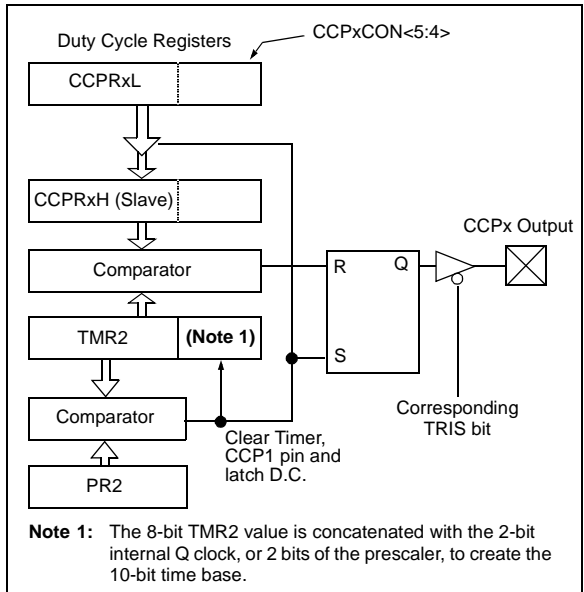 Duty Cycle Registers
CCPxCON<5:4>
CCPRxL
CCPRxH (Slave)
CCPx Output
Comparator
R
Q
TMR2
(Note 1)
S
Comparator
Clear Timer,
CCP1 pin and
latch D.C.
Corresponding
TRIS bit
PR2
Note 1: The 8-bit TMR2 value is concatenated with the 2-bit
internal Q clock, or 2 bits of the prescaler, to create the
10-bit time base.